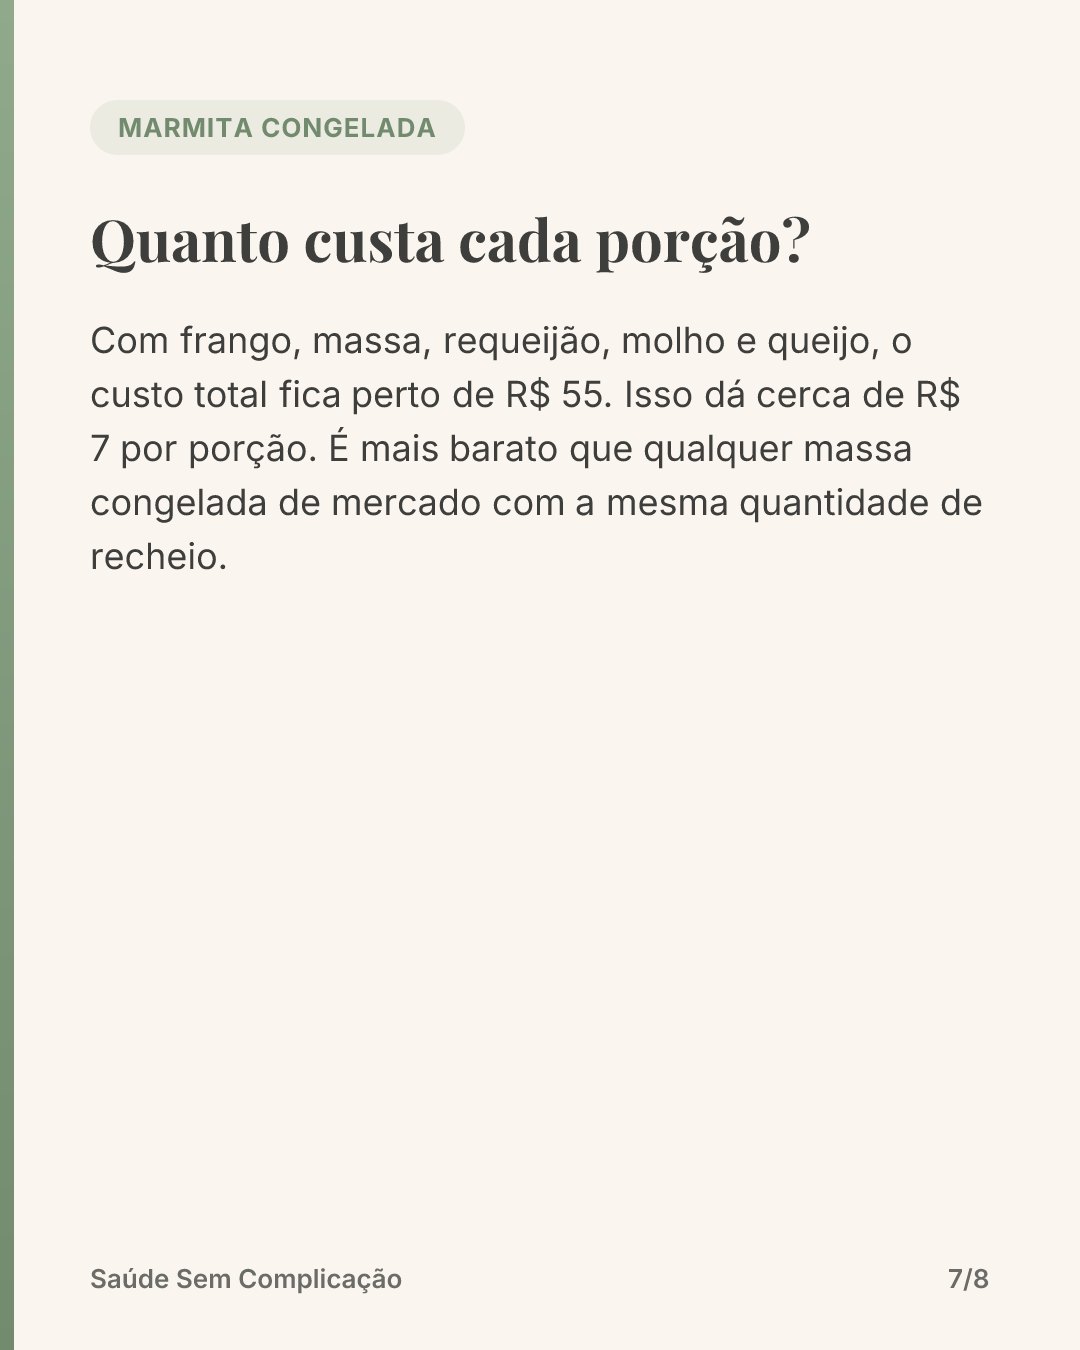 MARMITA CONGELADA
Quanto custa cada porção?
Com frango, massa, requeijão, molho e queijo, o
custo total fica perto de R$ 55. Isso dá cerca de R$
7 por porção. É mais barato que qualquer massa
congelada de mercado com a mesma quantidade de
recheio.
Saúde Sem Complicação
7/8